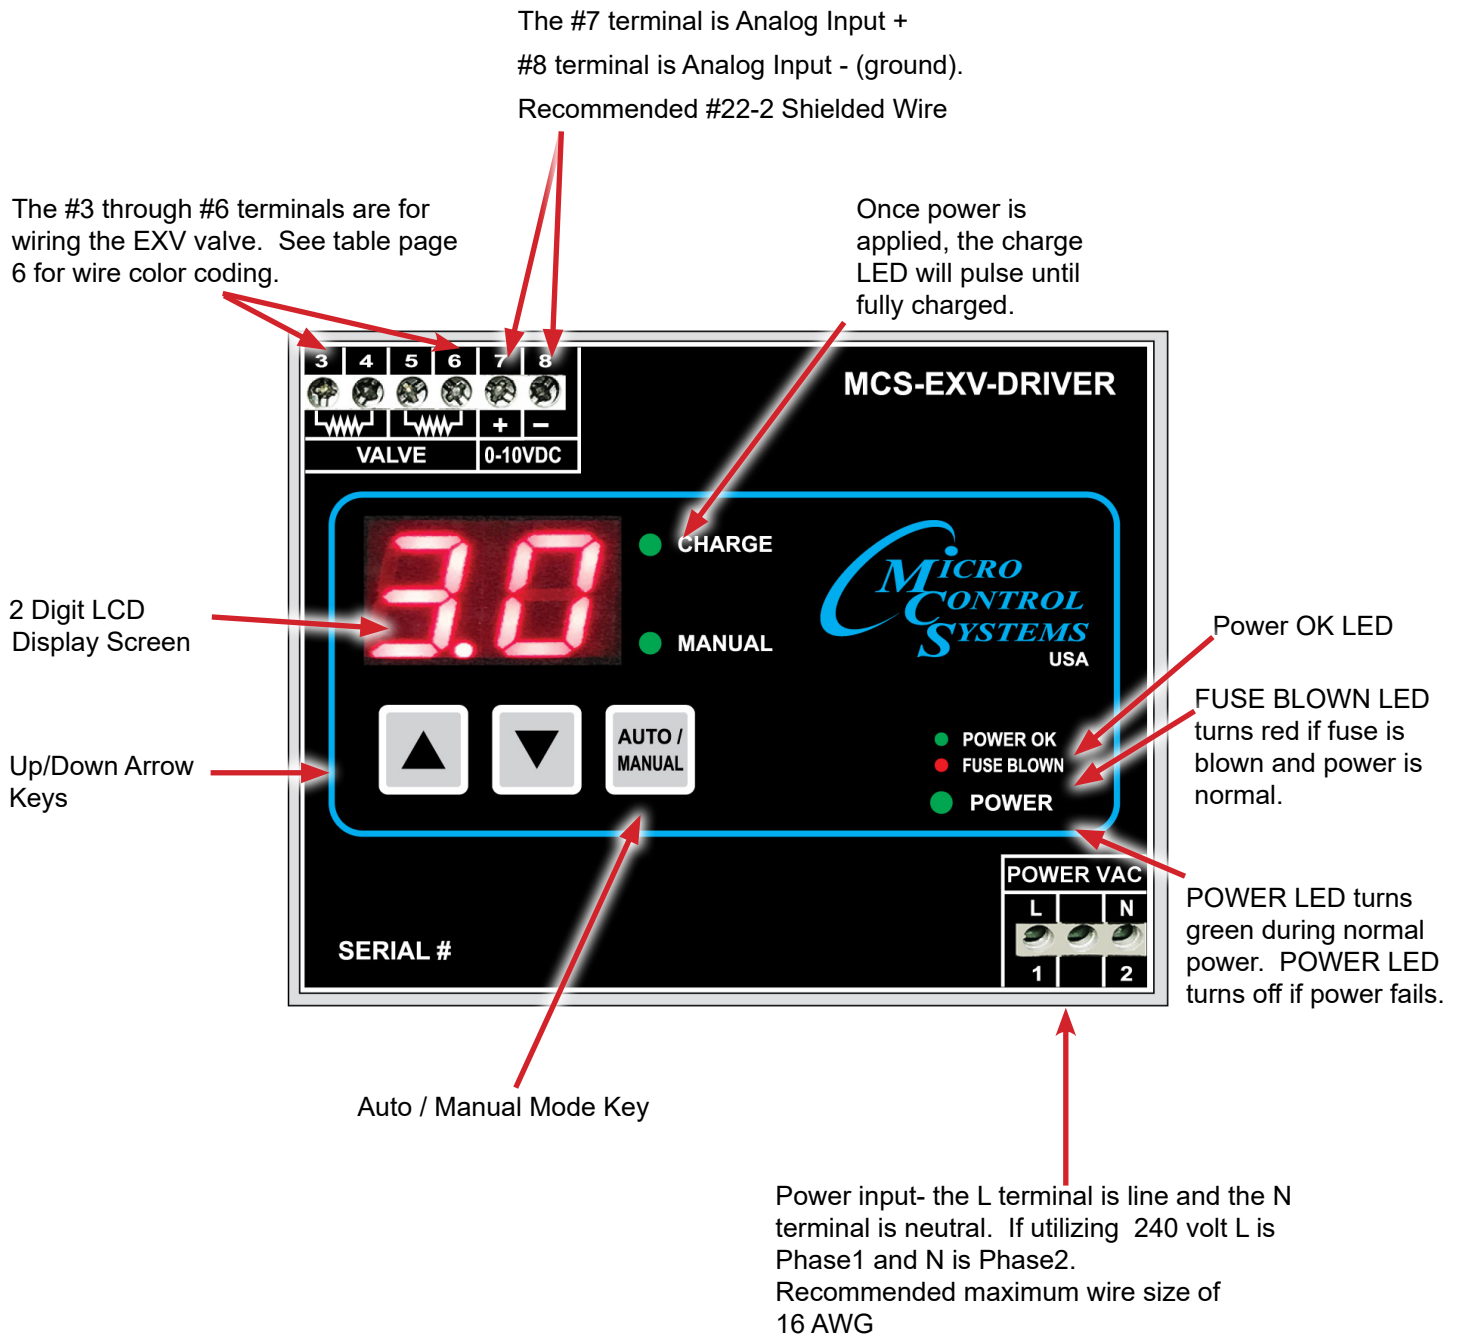 The #7 terminal is Analog Input +
#8 terminal is Analog Input - (ground).
Recommended #22-2 Shielded Wire
The #3 through #6 terminals are for
wiring the EXV valve.  See table page
6 for wire color coding.
Once power is
applied, the charge
LED will pulse until
fully charged.
3 4 5 6 7 8
+ −
VALVE 0-10VDC
MCS-EXV-DRIVER
3.0
CHARGE
MANUAL
MICRO
CONTROL
SYSTEMS
USA
2 Digit LCD
Display Screen
Up/Down Arrow
Keys
AUTO /
MANUAL
POWER OK
FUSE BLOWN
POWER
Power OK LED
FUSE BLOWN LED
turns red if fuse is
blown and power is
normal.
POWER VAC
L N
1 2
SERIAL #
POWER LED turns
green during normal
power.  POWER LED
turns off if power fails.
Auto / Manual Mode Key
Power input- the L terminal is line and the N
terminal is neutral.  If utilizing  240 volt L is
Phase1 and N is Phase2.
Recommended maximum wire size of
16 AWG